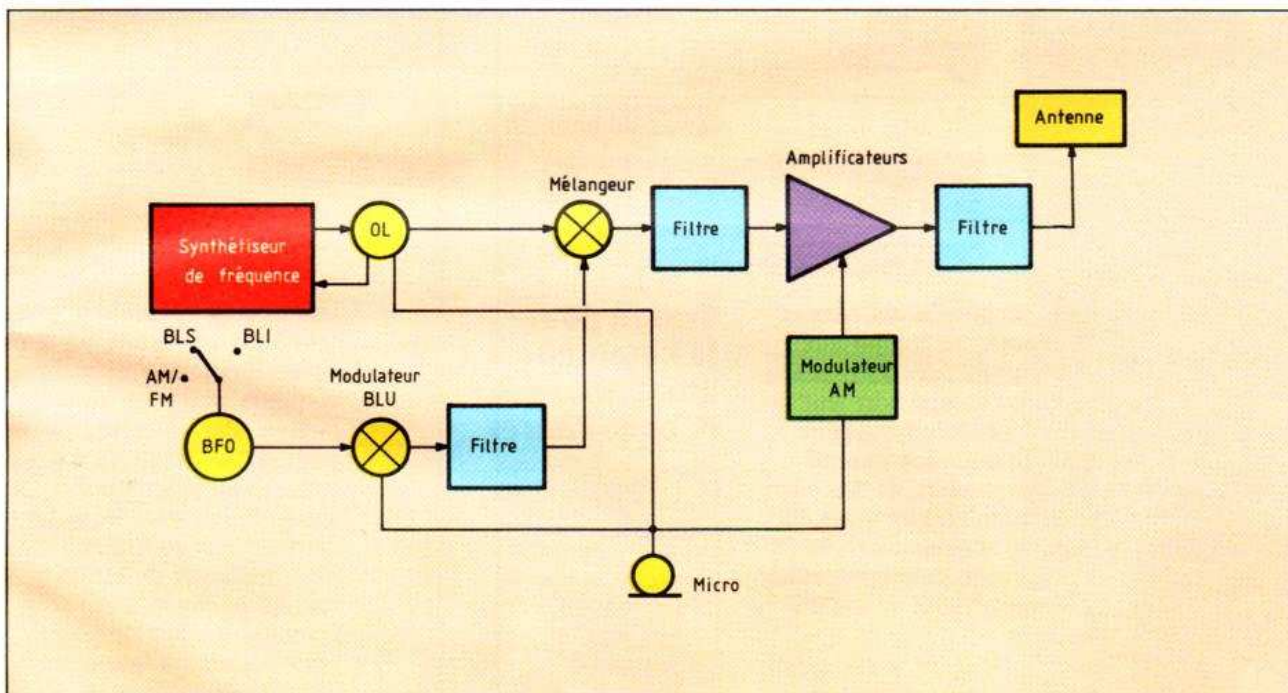 Antenne
Amplificateurs
Mélangeur
Synthétiseur
de fréquence
OL
Filtre
Filtre
BLS
BLI
AM/
FM
Modulateur
BLU
Modulateur
AM
BFO
Filtre
Micro